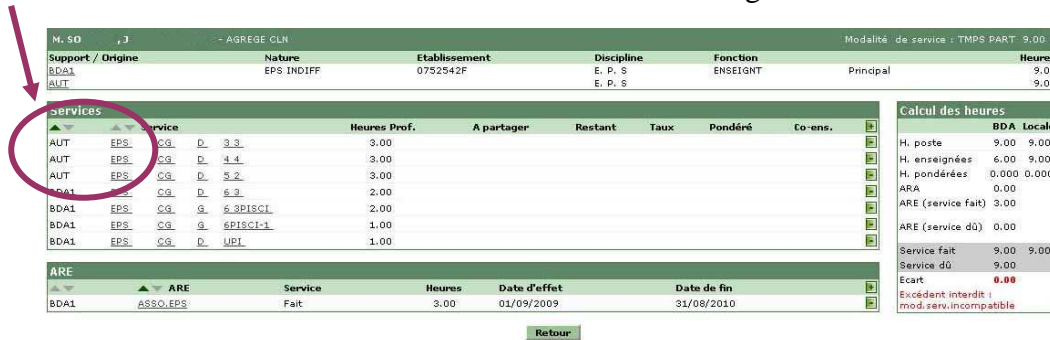 M. SO ,J - AGREGE CLN Modalité de service : TMPS PART 9.00
Support / Origine Nature Etablissement Discipline Fonction Heure
BDA1 EPS INDIFF 0752542F E. P. S ENSEIGNT Principal 9.0
AUT E. P. S 9.0
Services
Service Heures Prof. A partager Restant Taux Pondéré Co-ens.
AUT EPS CG D 3 3 3.00
AUT EPS CG D 4 4 3.00
AUT EPS CG D 5 2 3.00
BDA1 EPS CG D 6 3 2.00
BDA1 EPS CG G 6 3PISCI 2.00
BDA1 EPS CG G 6PISCI-1 1.00
BDA1 EPS CG D UPI 1.00
Calcul des heures
BDA Locale
H. poste 9.00 9.00
H. enseignées 6.00 9.00
H. pondérées 0.000 0.000
ARA 0.00
ARE (service fait) 3.00
ARE (service dû) 0.00
Service fait 9.00 9.00
Service dû 9.00
Ecart 0.00
Excédent interdit :
mod.serv.incompatible
ARE
ARE Service Heures Date d'effet Date de fin
BDA1 ASSO.EPS Fait 3.00 01/09/2009 31/08/2010
Retour